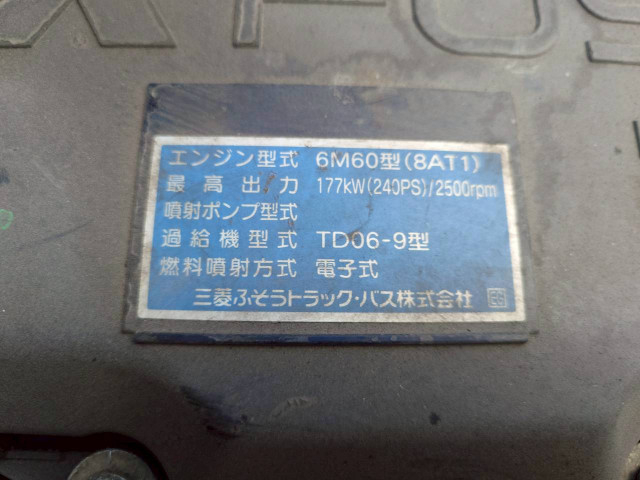 エンジン型式 6M60型(8AT1)
最高出力 177kW(240PS)/2500rpm
噴射ポンプ型式
過給機型式 TD06-9型
燃料噴射方式 電子式
三菱ふそうトラック・バス株式会社